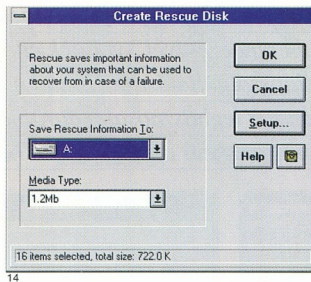 Create Rescue Disk
Rescue saves important information
about your system that can be used to
recover from in case of a failure.
OK
Cancel
Save Rescue Information To:
A:
Setup...
Help
Media Type:
1.2Mb
16 items selected, total size: 722.0 K
14